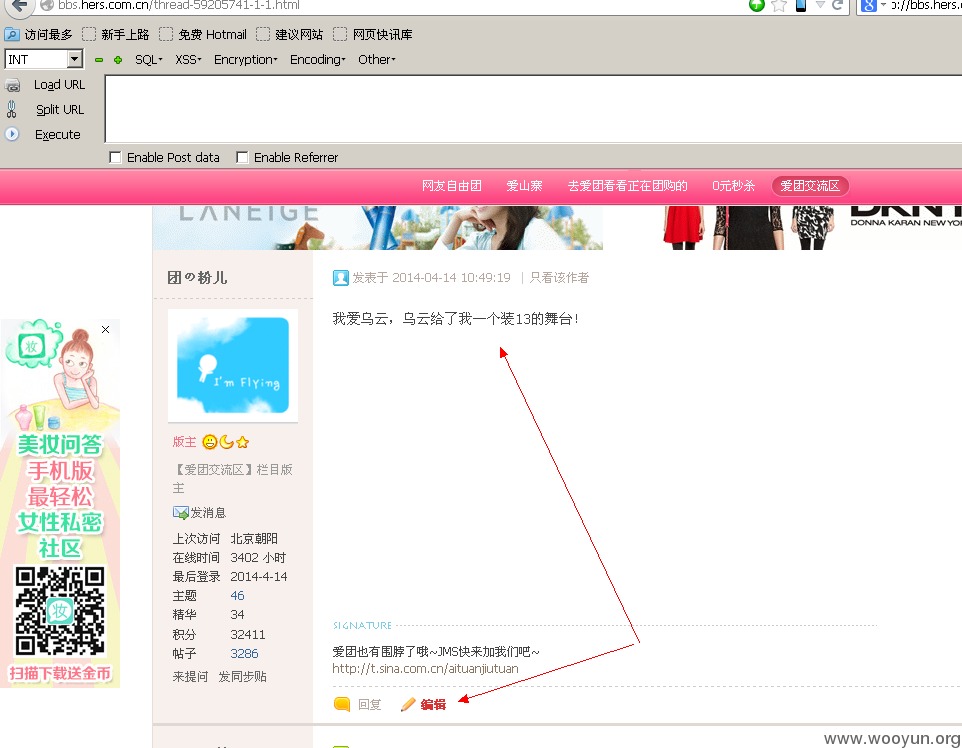 bbs.hers.com.cn/thread-59205741-1-1.html
://bbs.hers.
访问最多 新手上路 免费 Hotmail 建议网站 网页快讯库
INT SQL XSS Encryption Encoding Other
Load URL
Split URL
Execute
Enable Post data Enable Referrer
网友自由团 爱山寨 去爱团看看正在团购的 0元秒杀 爱团交流区
LANEIGE
DKNY
DONNA KARAN NEW YO
团の粉儿
发表于 2014-04-14 10:49:19 | 只看该作者
我爱乌云，乌云给了我一个装13的舞台！
I'm Flying
妆
美妆问答
手机版
最轻松
女性私密
社区
妆
扫描下载送金币
版主
【爱团交流区】栏目版
主
发消息
上次访问 北京朝阳
在线时间 3402 小时
最后登录 2014-4-14
主题 46
精华 34
积分 32411
帖子 3286
来提问 发同步贴
SIGNATURE
爱团也有围脖了哦~JMS快来加我们吧~
http://t.sina.com.cn/aituanjiutuan
回复 编辑
www.wooyun.org